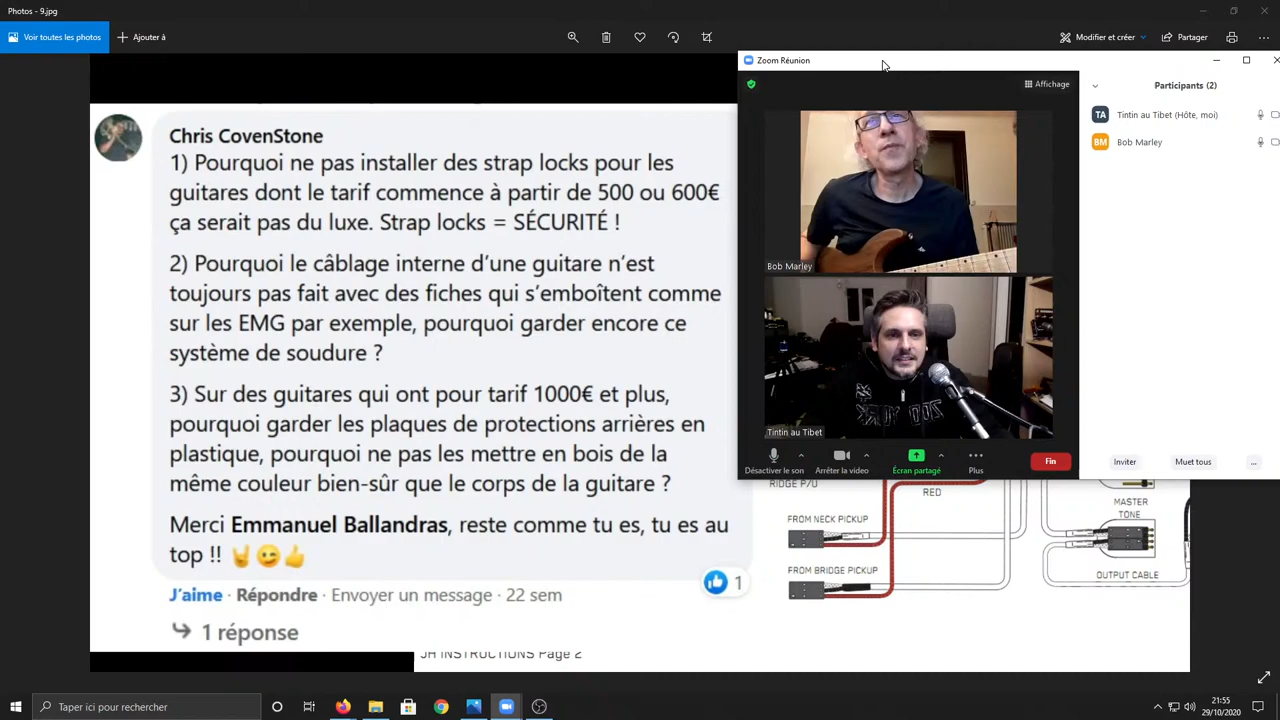 Photos - 9.jpg
Voir toutes les photos
Ajouter à
Modifier et créer
Partager
Chris CovenStone
1) Pourquoi ne pas installer des strap locks pour les
guitares dont le tarif commence à partir de 500 ou 600€
ça serait pas du luxe. Strap locks = SÉCURITÉ !
2) Pourquoi le câblage interne d’une guitare n’est
toujours pas fait avec des fiches qui s’emboîtent comme
sur les EMG par exemple, pourquoi garder encore ce
système de soudure ?
3) Sur des guitares qui ont pour tarif 1000€ et plus,
pourquoi garder les plaques de protections arrières en
plastique, pourquoi ne pas les mettre en bois de la
même couleur bien-sûr que le corps de la guitare ?
Merci Emmanuel Ballandras, reste comme tu es, tu es au
top !! 🤘😉👍
1
J’aime · Répondre · Envoyer un message · 22 sem
1 réponse
Zoom Réunion
Affichage
Bob Marley
Tintin au Tibet
Désactiver le son
Arrêter la video
Écran partagé
Plus
Fin
Participants (2)
TA
Tintin au Tibet (Hôte, moi)
BM
Bob Marley
Inviter
Muet tous
...
RIDGE P/U
RED
FROM NECK PICKUP
FROM BRIDGE PICKUP
MASTER
TONE
OUTPUT CABLE
JH INSTRUCTIONS Page 2
Taper ici pour rechercher
21:55
29/10/2020